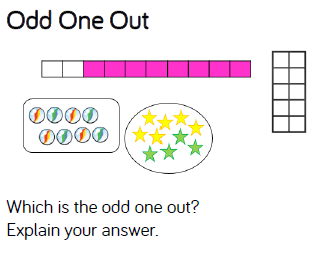 Odd One Out
Which is the odd one out?
Explain your answer.